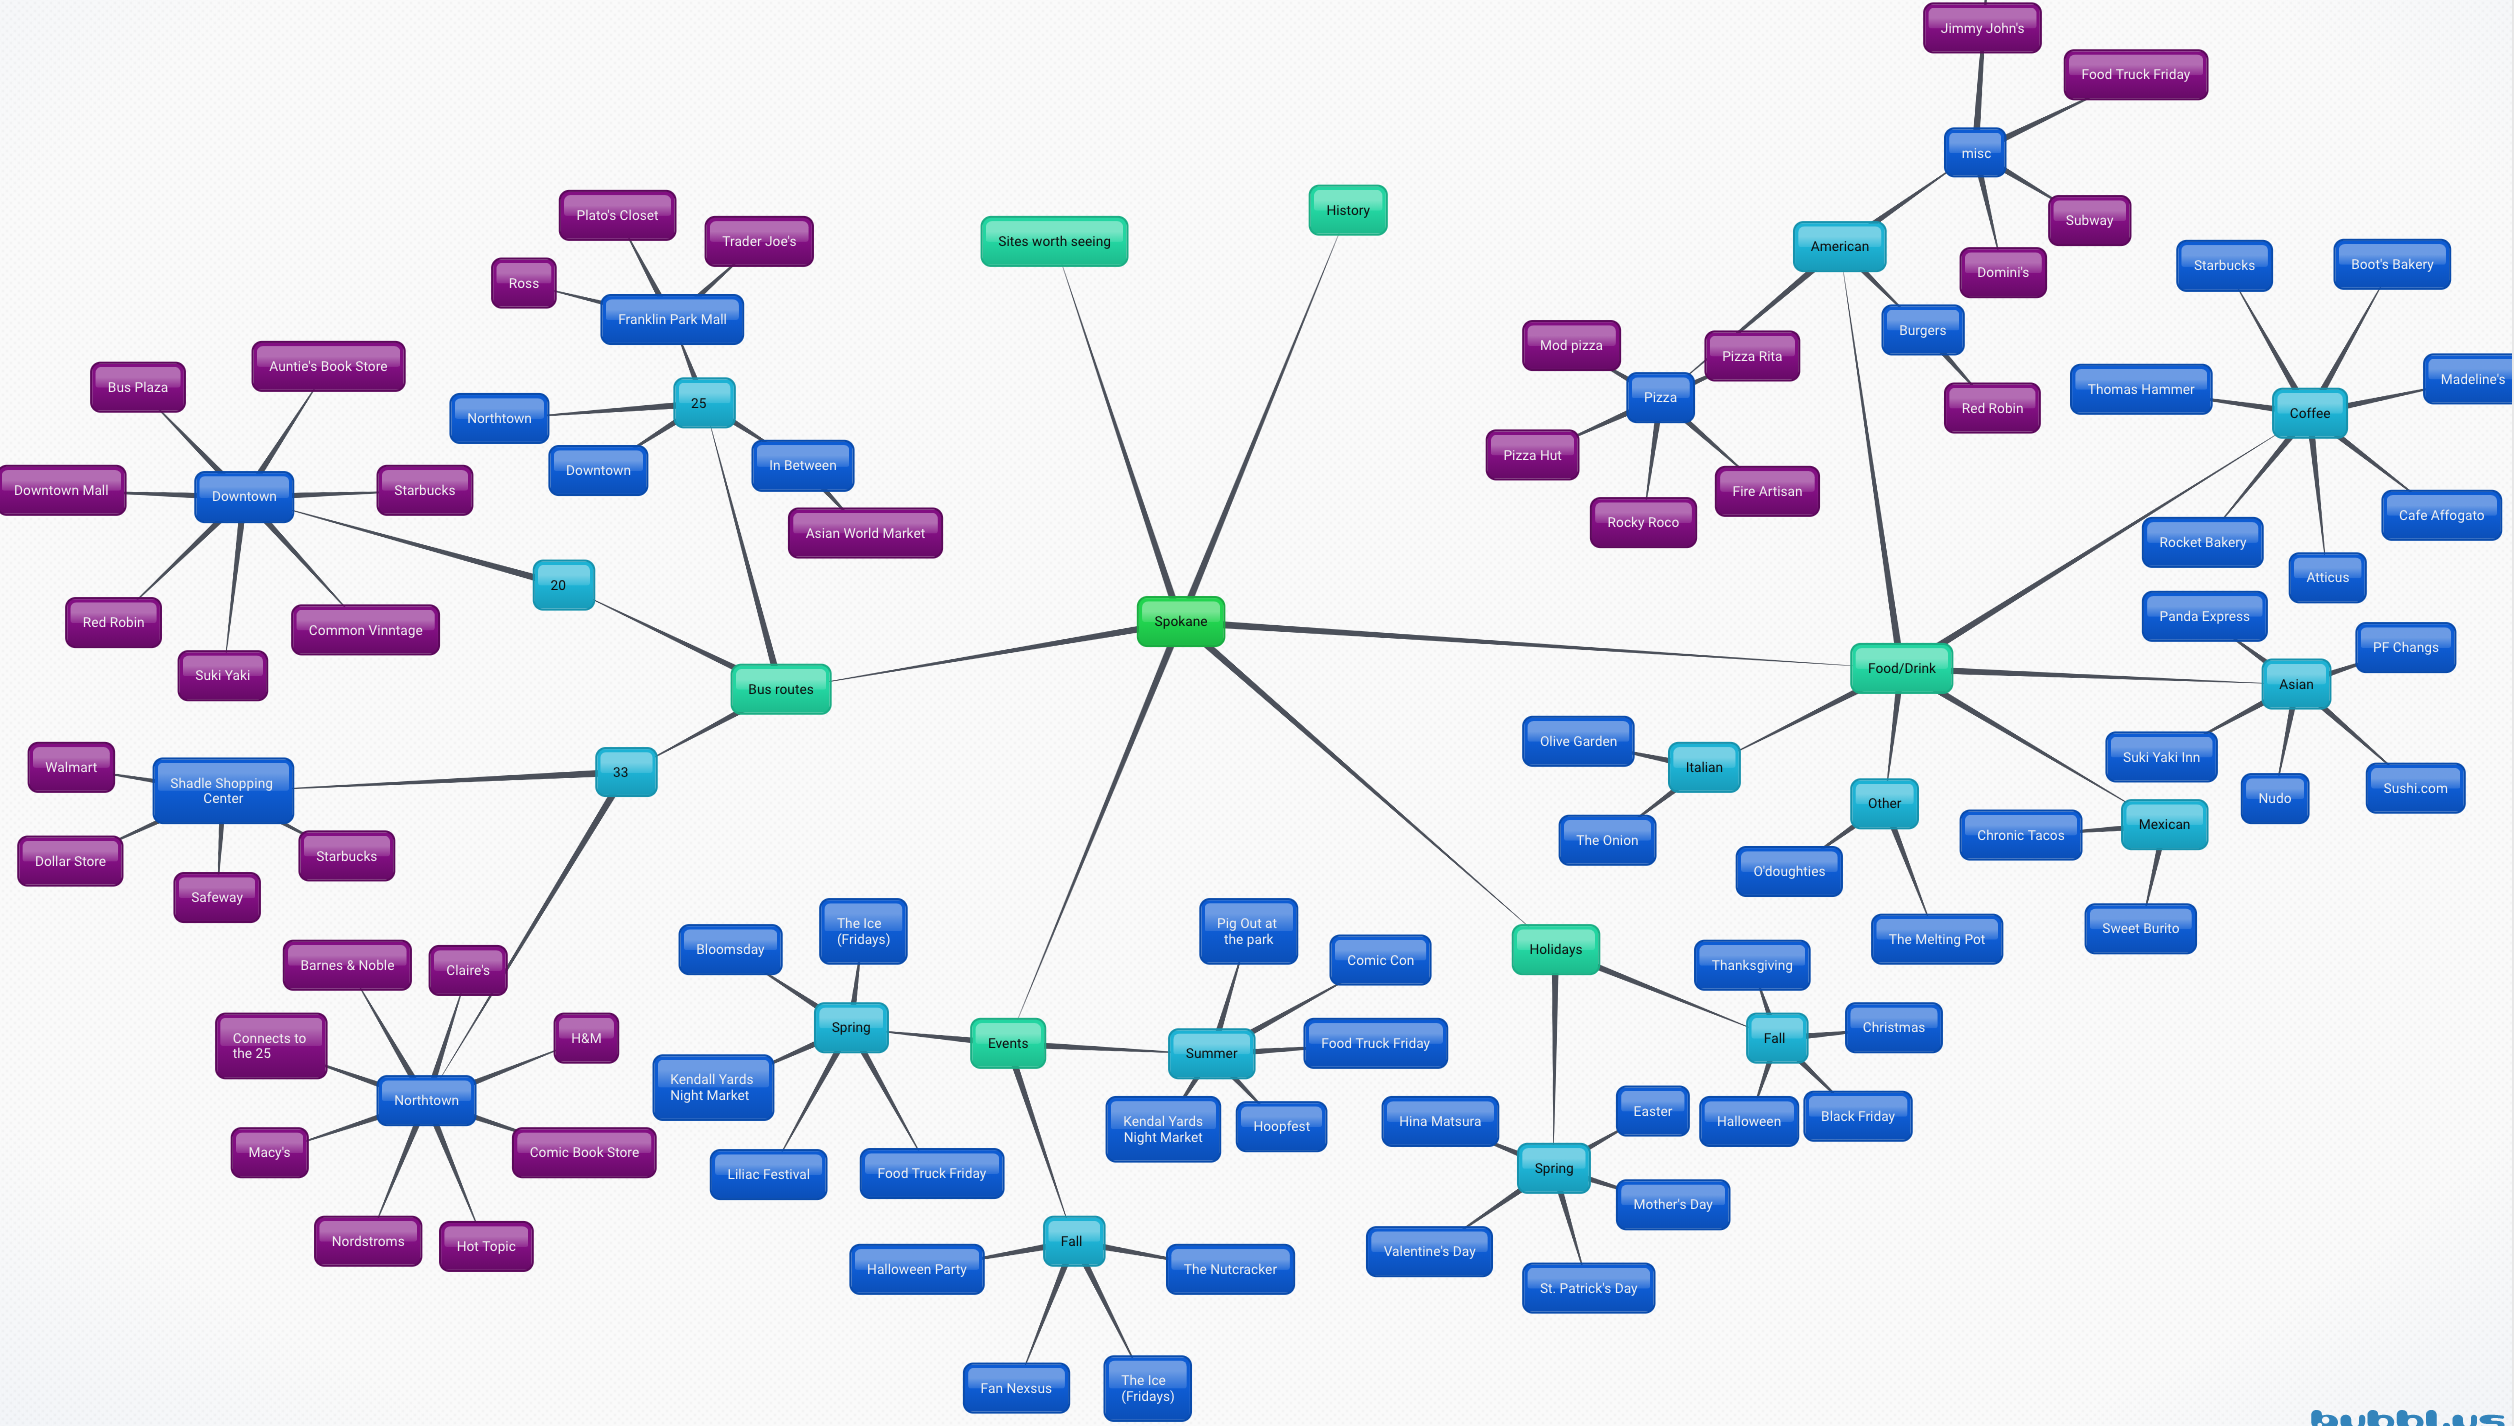 Jimmy John's
Food Truck Friday
misc
Subway
Domini's
American
Burgers
Red Robin
Starbucks
Boot's Bakery
Thomas Hammer
Madeline's
Coffee
Rocket Bakery
Cafe Affogato
Atticus
Mod pizza
Pizza Rita
Pizza
Pizza Hut
Rocky Roco
Fire Artisan
History
Sites worth seeing
Plato's Closet
Trader Joe's
Ross
Franklin Park Mall
25
Northtown
Downtown
In Between
Asian World Market
Auntie's Book Store
Bus Plaza
Downtown Mall
Downtown
Starbucks
Red Robin
Suki Yaki
Common Vinntage
20
Spokane
Bus routes
Food/Drink
Panda Express
PF Changs
Asian
Suki Yaki Inn
Nudo
Sushi.com
Olive Garden
Italian
The Onion
Other
O'doughties
The Melting Pot
Chronic Tacos
Mexican
Sweet Burito
33
Walmart
Shadle Shopping
Center
Dollar Store
Safeway
Starbucks
Barnes & Noble
Claire's
Connects to
the 25
H&M
Northtown
Macy's
Comic Book Store
Nordstroms
Hot Topic
Bloomsday
The Ice
(Fridays)
Spring
Kendall Yards
Night Market
Liliac Festival
Food Truck Friday
Events
Pig Out at
the park
Comic Con
Summer
Food Truck Friday
Kendal Yards
Night Market
Hoopfest
Fall
Halloween Party
The Nutcracker
Fan Nexsus
The Ice
(Fridays)
Holidays
Thanksgiving
Fall
Christmas
Halloween
Black Friday
Hina Matsura
Easter
Spring
Mother's Day
Valentine's Day
St. Patrick's Day
bubbl.us